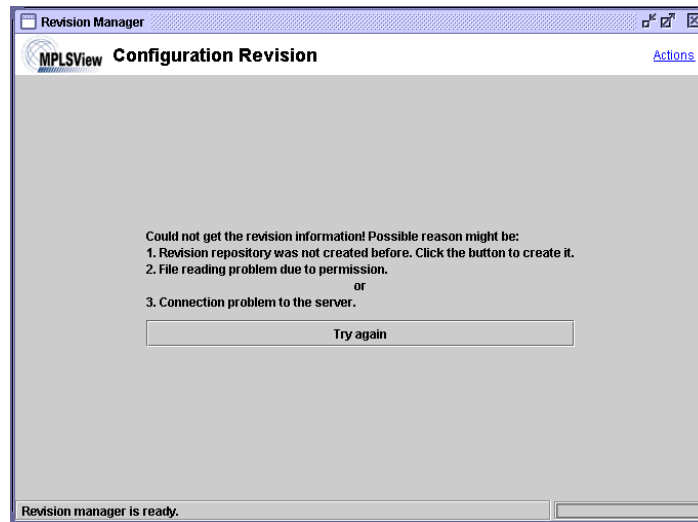 Revision Manager
MPLSView Configuration Revision
Actions
Could not get the revision information! Possible reason might be:
1. Revision repository was not created before. Click the button to create it.
2. File reading problem due to permission.
or
3. Connection problem to the server.
Try again
Revision manager is ready.